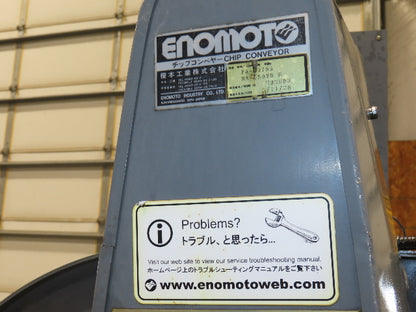 ENOMOTO
チップコンベヤー CHIP CONVEYOR
榎本工業株式会社
ENOMOTO INDUSTRY CO., LTD
Problems?
トラブル、と思ったら...
Visit our web site to view our service troubleshooting manual.
ホームページ上のトラブルシューティングマニュアルをご覧下さい
www.enomotoweb.com